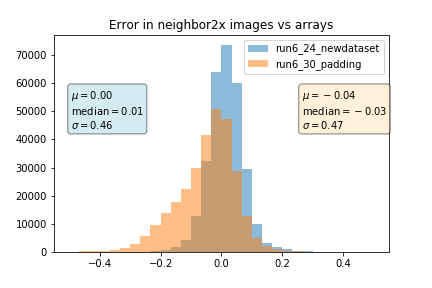 Error in neighbor2x images vs arrays
70000
60000
50000
40000
30000
20000
10000
0
−0.4
−0.2
0.0
0.2
0.4
run6_24_newdataset
run6_30_padding
μ = 0.00
median = 0.01
σ = 0.46
μ = −0.04
median = −0.03
σ = 0.47